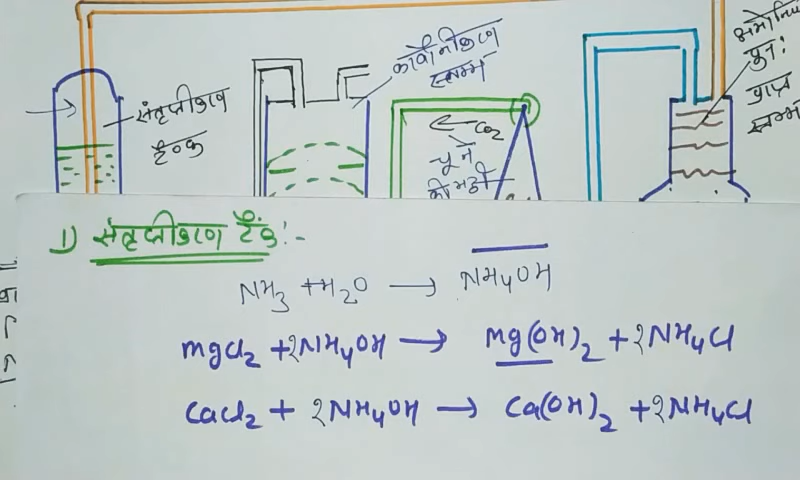 संतृप्तीकरण
टैंक
कार्बोनीकरण
स्तम्भ
CO2
चूने
की भट्टी
अमोनिया
पुनः
प्राप्त
स्तम्भ
1) संतृप्तीकरण टैंक:-
NH3 + H2O → NH4OH
mgCl2 + 2NH4OH → Mg(OH)2 + 2NH4Cl
CaCl2 + 2NH4OH → Ca(OH)2 + 2NH4Cl